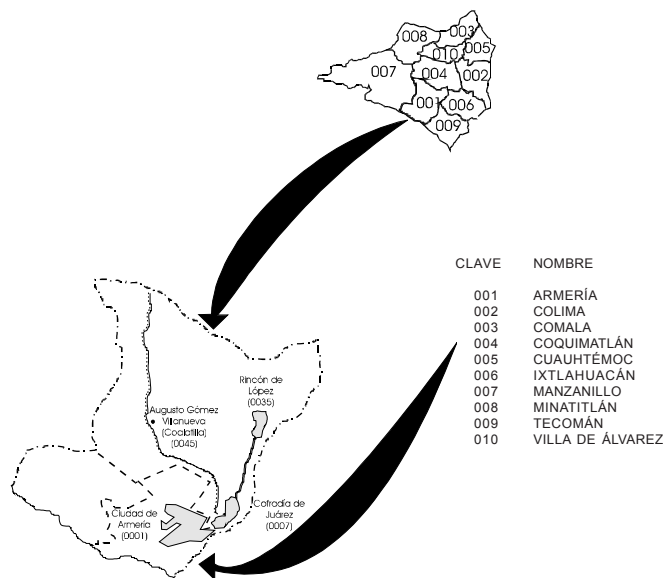 003
008
005
010
007
004
002
001
006
009
CLAVE NOMBRE
001 ARMERÍA
002 COLIMA
003 COMALA
004 COQUIMATLÁN
005 CUAUHTÉMOC
006 IXTLAHUACÁN
007 MANZANILLO
008 MINATITLÁN
009 TECOMÁN
010 VILLA DE ÁLVAREZ
Rincón de
López
(0035)
Augusto Gómez
Villanueva
(Coalatilla)
(0045)
Cofradía de
Juárez
(0007)
Ciudad de
Armería
(0001)